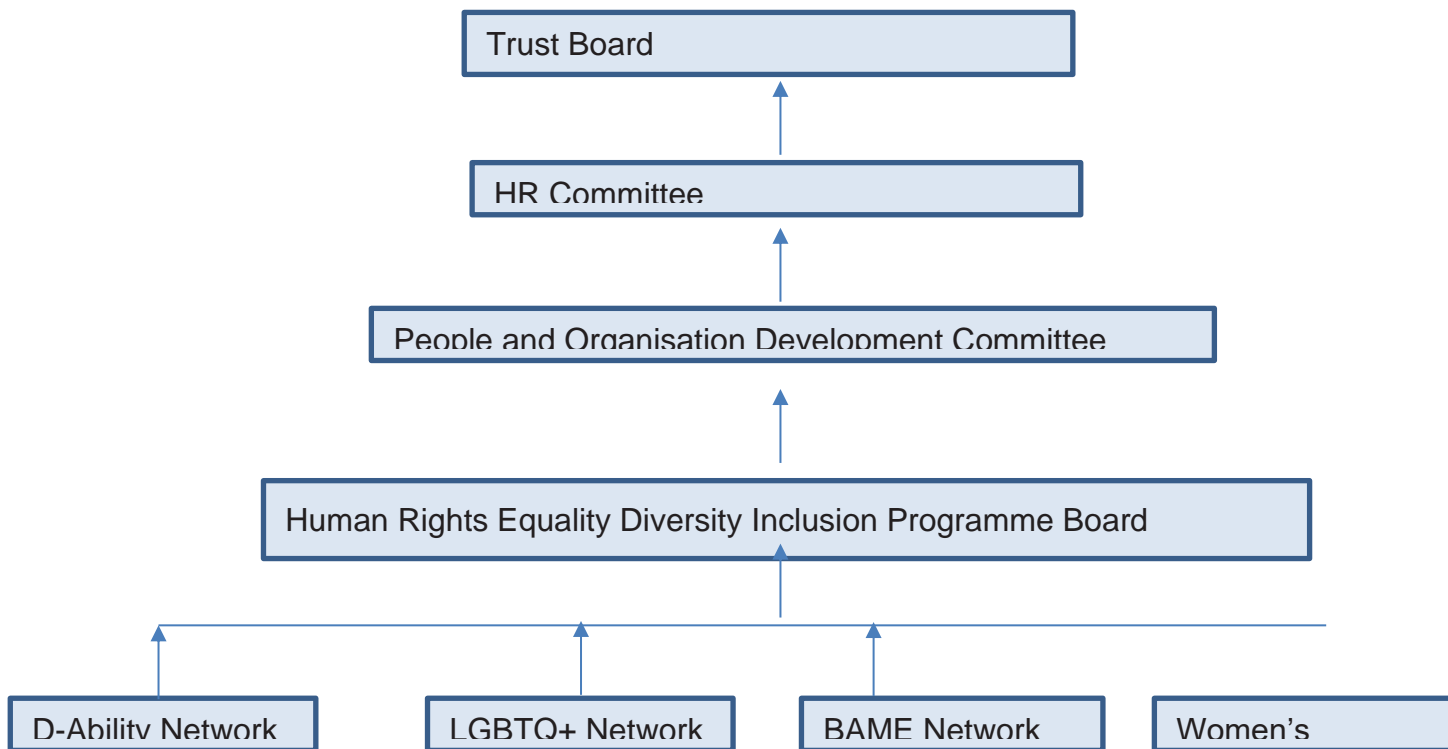 Trust Board
HR Committee
People and Organisation Development Committee
Human Rights Equality Diversity Inclusion Programme Board
D-Ability Network
LGBTQ+ Network
BAME Network
Women's